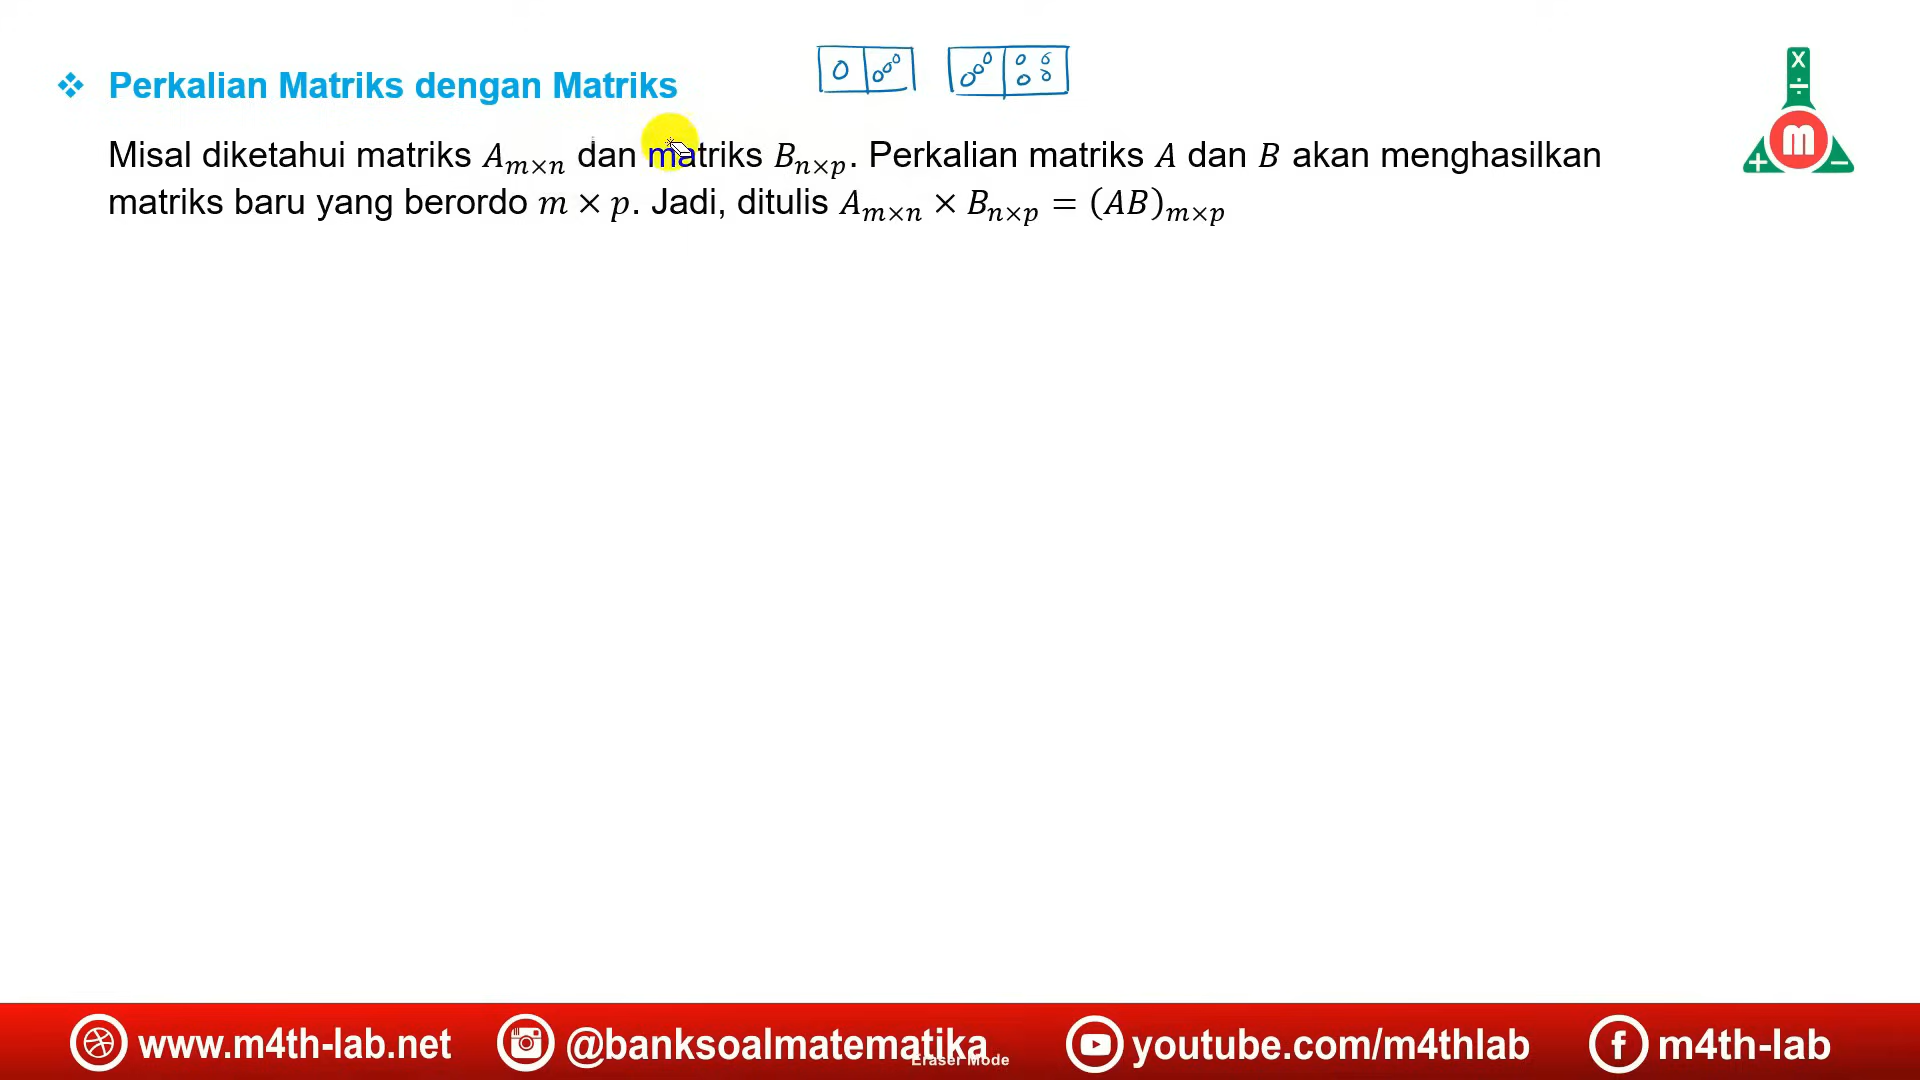 ❖ Perkalian Matriks dengan Matriks
Misal diketahui matriks A_{m×n} dan matriks B_{n×p}. Perkalian matriks A dan B akan menghasilkan
matriks baru yang berordo m × p. Jadi, ditulis A_{m×n} × B_{n×p} = (AB)_{m×p}
X
÷
m
+ −
www.m4th-lab.net @banksoalmatematika youtube.com/m4thlab m4th-lab
Eraser Mode